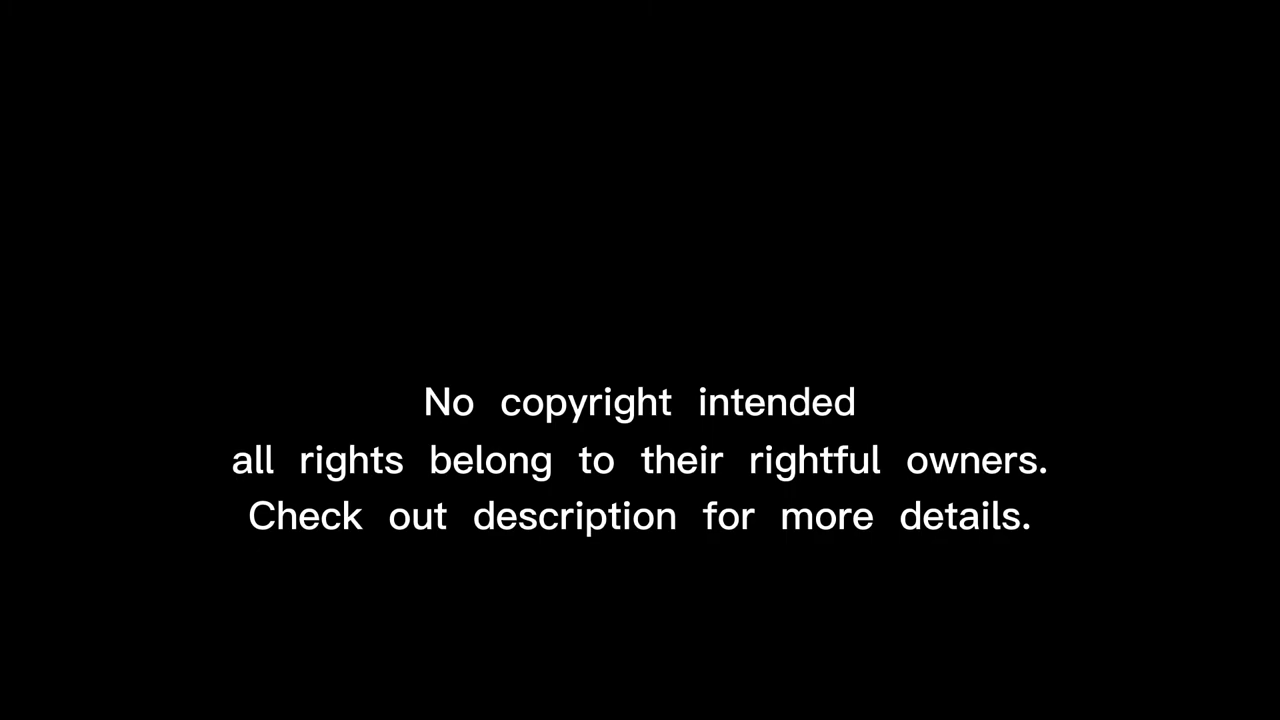 No copyright intended
all rights belong to their rightful owners.
Check out description for more details.